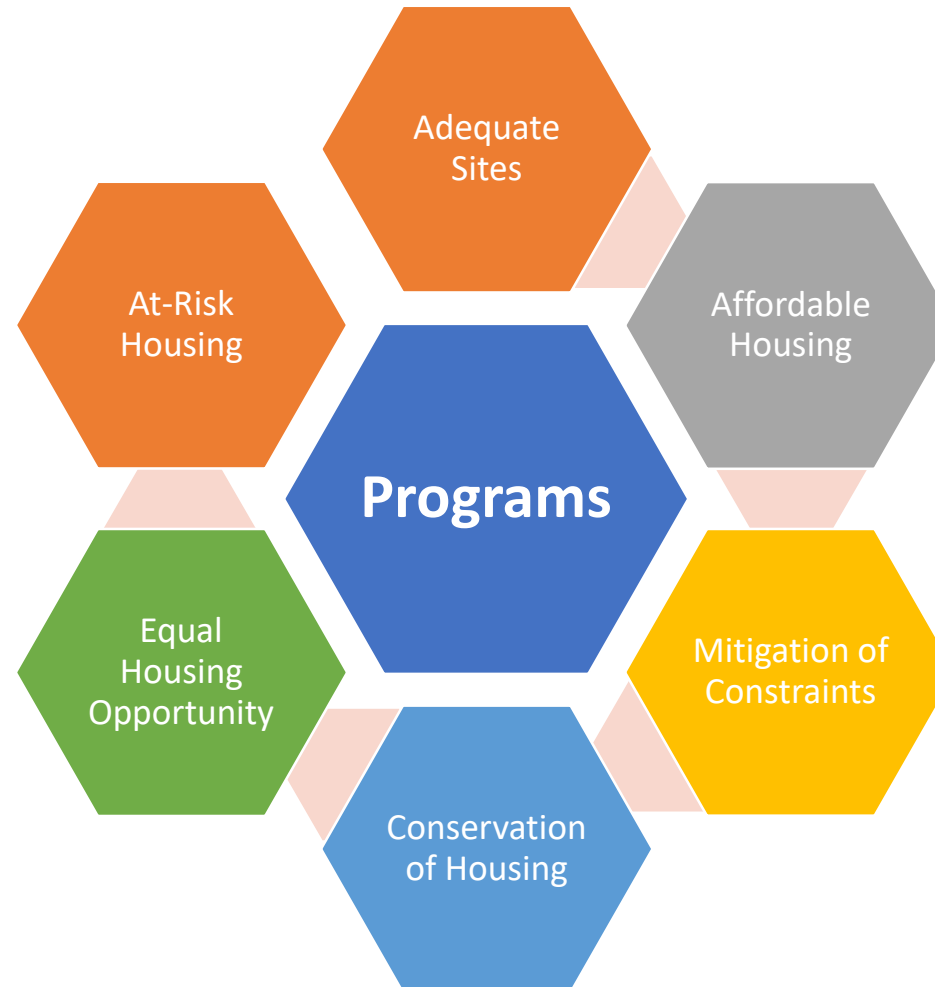 Adequate
Sites
At-Risk
Housing
Affordable
Housing
Programs
Equal
Housing
Opportunity
Mitigation of
Constraints
Conservation
of Housing